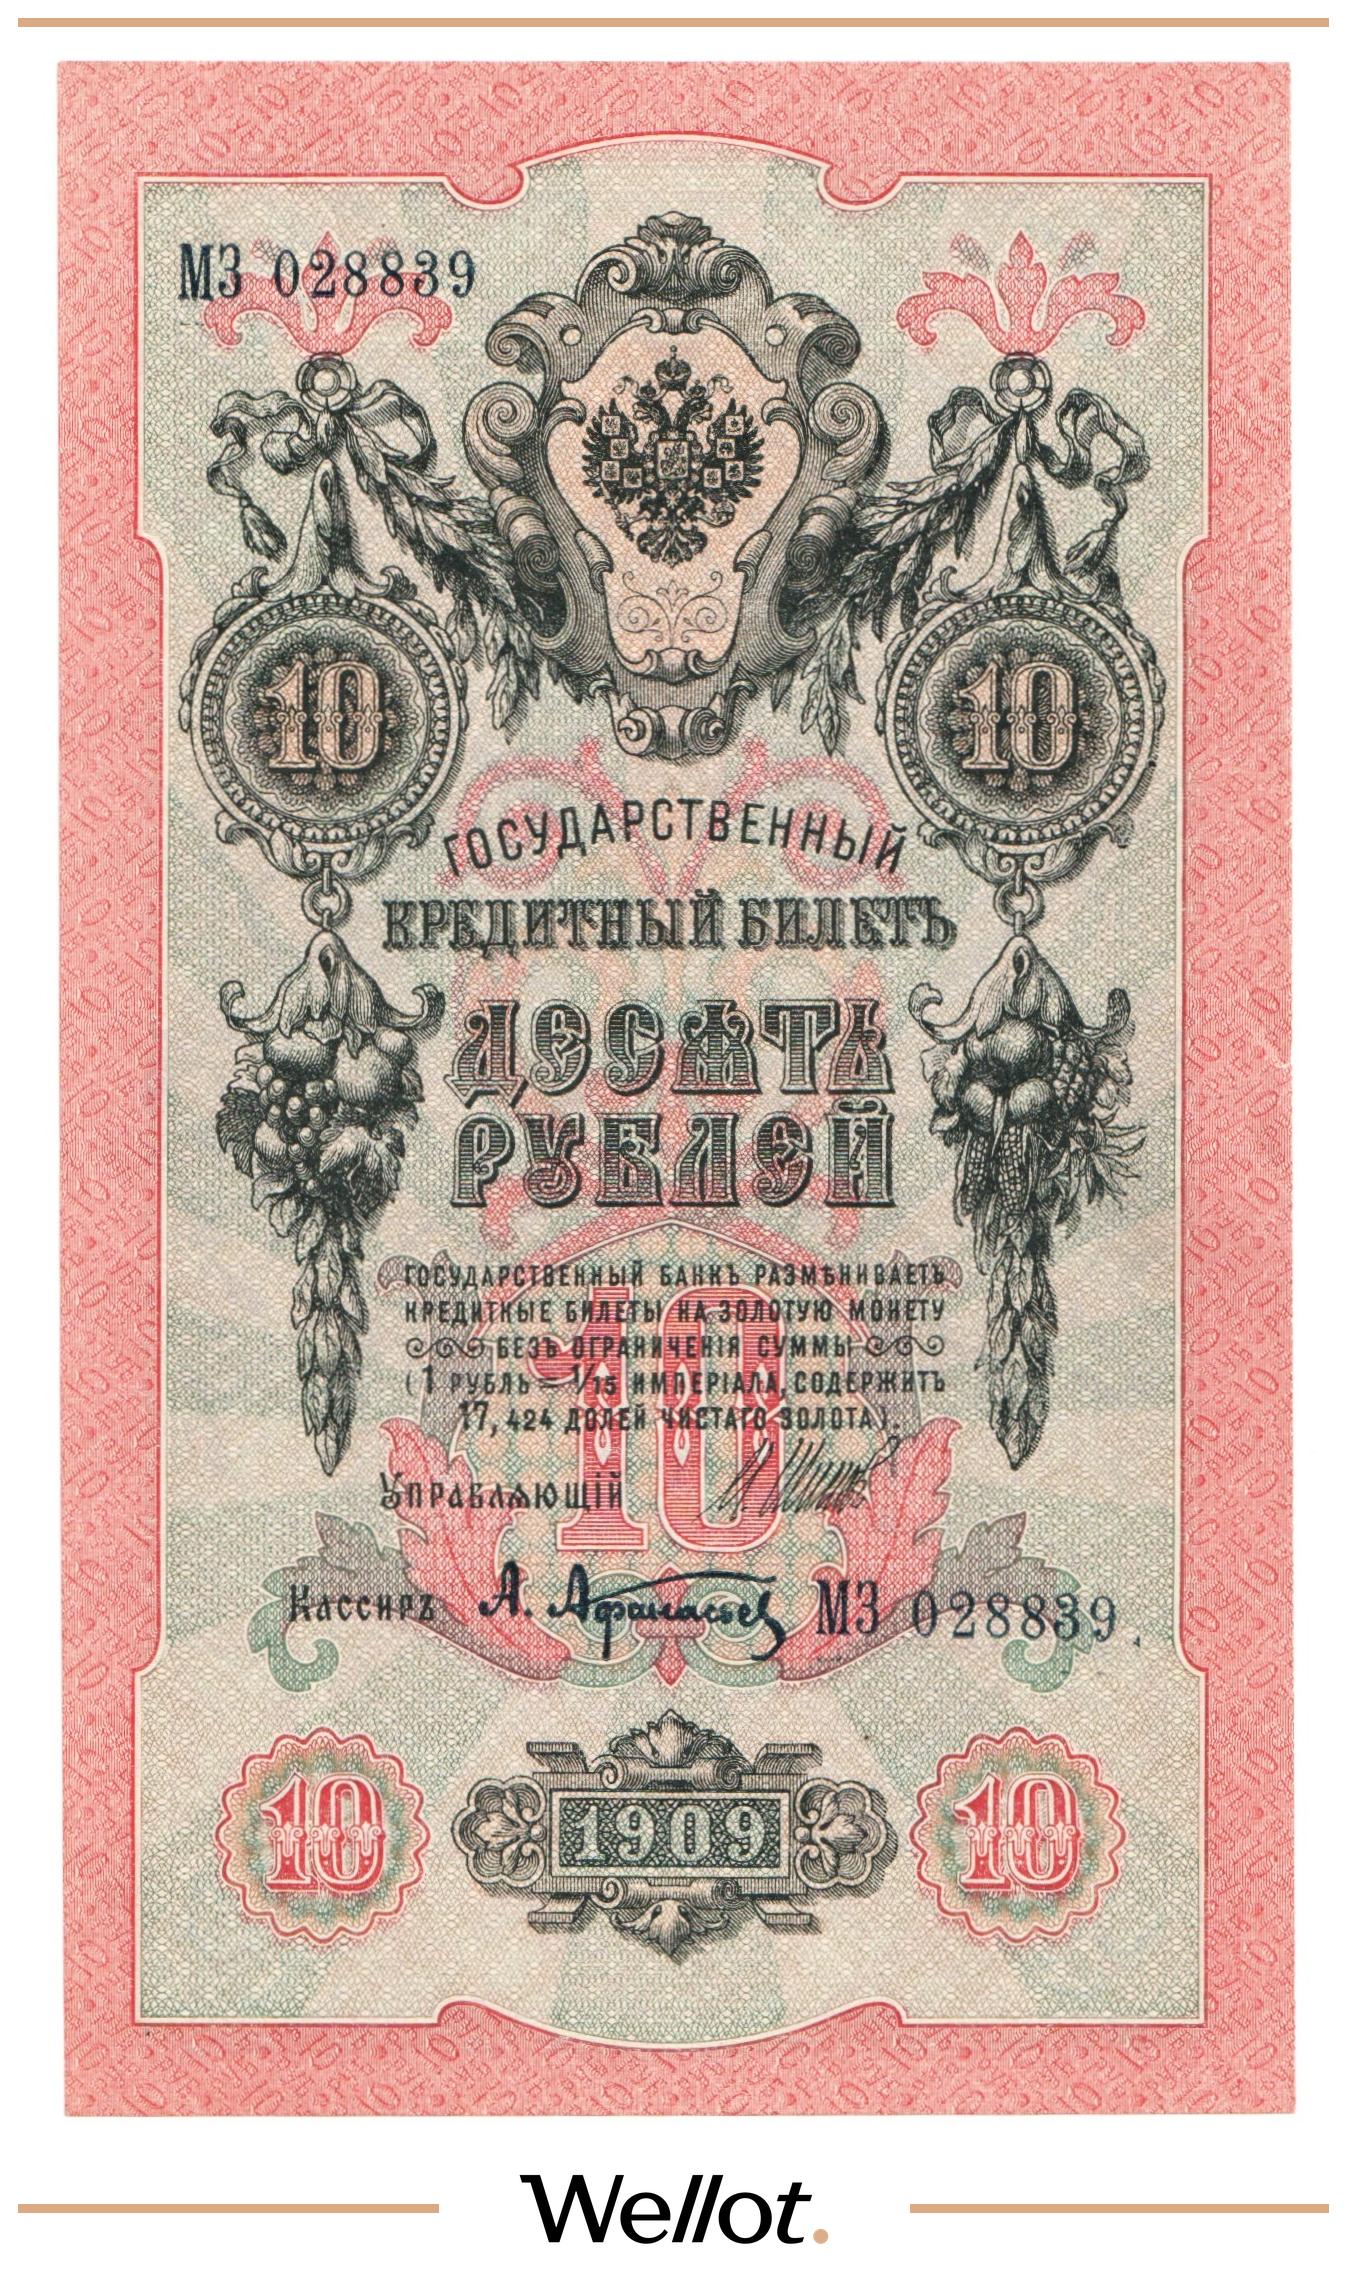 МЗ 028839
10 10
ГОСУДАРСТВЕННЫЙ
КРЕДИТНЫЙ БИЛЕТЪ
ДЕСЯТЬ
РУБЛЕЙ
ГОСУДАРСТВЕННЫЙ БАНКЪ РАЗМѢНИВАЕТЪ
КРЕДИТНЫЕ БИЛЕТЫ НА ЗОЛОТУЮ МОНЕТУ
БЕЗЪ ОГРАНИЧЕНІЯ СУММЫ
(1 РУБЛЬ = 1/15 ИМПЕРІАЛА, СОДЕРЖИТЪ
17,424 ДОЛЕЙ ЧИСТАГО ЗОЛОТА).
10
Управляющій
Кассиръ А. Афанасьев МЗ 028839
10 1909 10
Wellot.